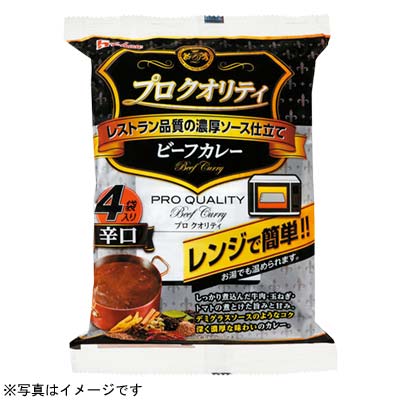 House
プロ クオリティ
レストラン品質の濃厚ソース仕立て
ビーフカレー
Beef Curry
4袋入り
辛口
PRO QUALITY
Beef Curry
プロ クオリティ
レンジで簡単!!
お湯でも温められます。
しっかり煮込んだ牛肉・玉ねぎ・
トマトの煮とけた旨みと甘み。
デミグラスソースのようなコク
深く濃厚な味わいのカレー。
※写真はイメージです